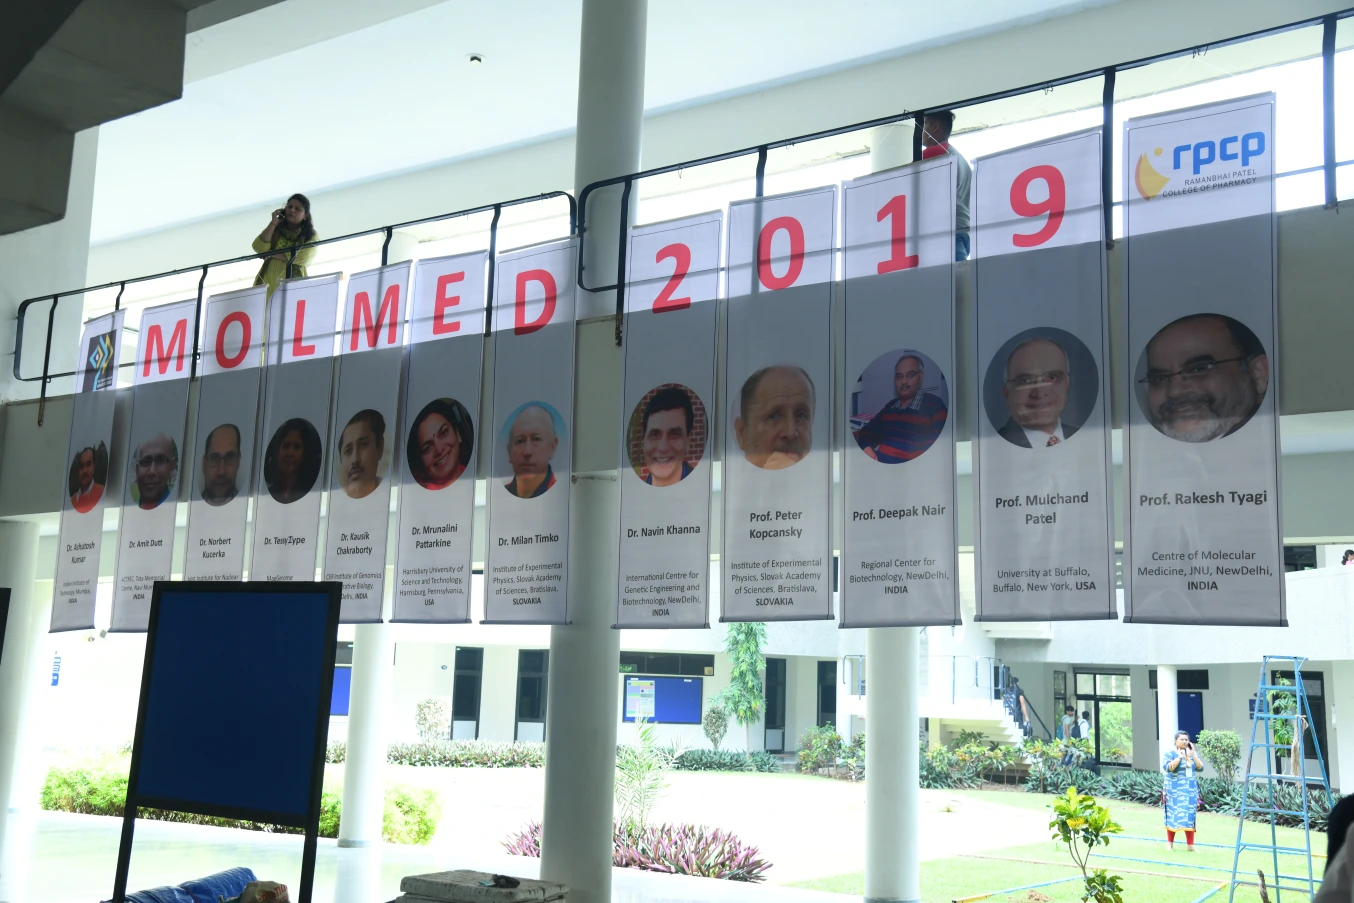 MOLMED 2019
rpcp
RAMANBHAI PATEL
COLLEGE OF PHARMACY
Dr. Ashutosh
Kumar
INDIA
Dr. Amit Dutt
Dr. Norbert
Kucerka
Dr. Tessy
MapGenome
Dr. Kausik
Chakraborty
INDIA
Dr. Mrunalini
Pattarkine
Harrisburg University of
Science and Technology,
Harrisburg, Pennsylvania,
USA
Dr. Milan Timko
Institute of Experimental
Physics, Slovak Academy
of Sciences, Bratislava,
SLOVAKIA
Dr. Navin Khanna
International Centre for
Genetic Engineering and
Biotechnology, NewDelhi,
INDIA
Prof. Peter
Kopcansky
Institute of Experimental
Physics, Slovak Academy
of Sciences, Bratislava,
SLOVAKIA
Prof. Deepak Nair
Regional Center for
Biotechnology, NewDelhi,
INDIA
Prof. Mulchand
Patel
University at Buffalo,
Buffalo, New York, USA
Prof. Rakesh Tyagi
Centre of Molecular
Medicine, JNU, NewDelhi,
INDIA